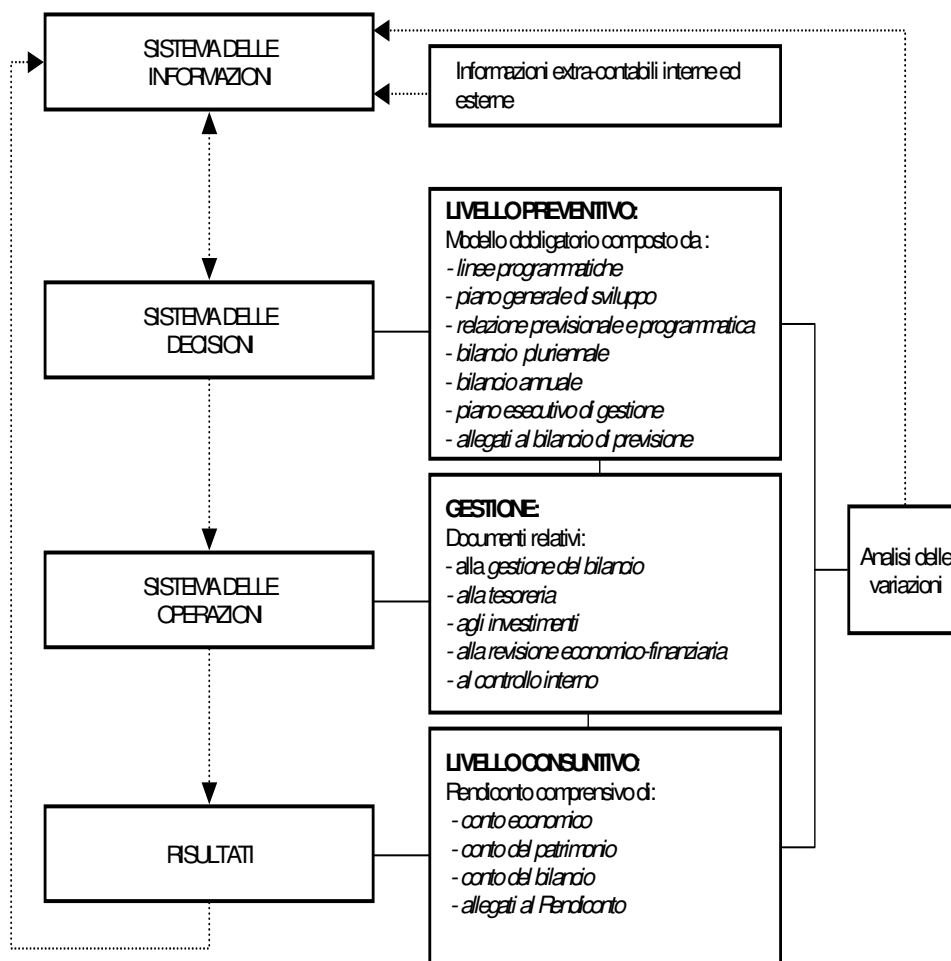 SISTEMA DELLE
INFORMAZIONI
Informazioni extra-contabili interne ed
esterne
LIVELLO PREVENTIVO:
Modello obbligatorio composto da :
- linee programmatiche
- piano generale di sviluppo
- relazione previsionale e programmatica
- bilancio pluriennale
- bilancio annuale
- piano esecutivo di gestione
- allegati al bilancio di previsione
SISTEMA DELLE
DECISIONI
GESTIONE:
Documenti relativi:
- alla gestione del bilancio
- alla tesoreria
- agli investimenti
- alla revisione economico-finanziaria
- al controllo interno
SISTEMA DELLE
OPERAZIONI
Analisi delle
variazioni
LIVELLO CONSUNTIVO:
Rendiconto comprensivo di:
- conto economico
- conto del patrimonio
- conto del bilancio
- allegati al Rendiconto
RISULTATI